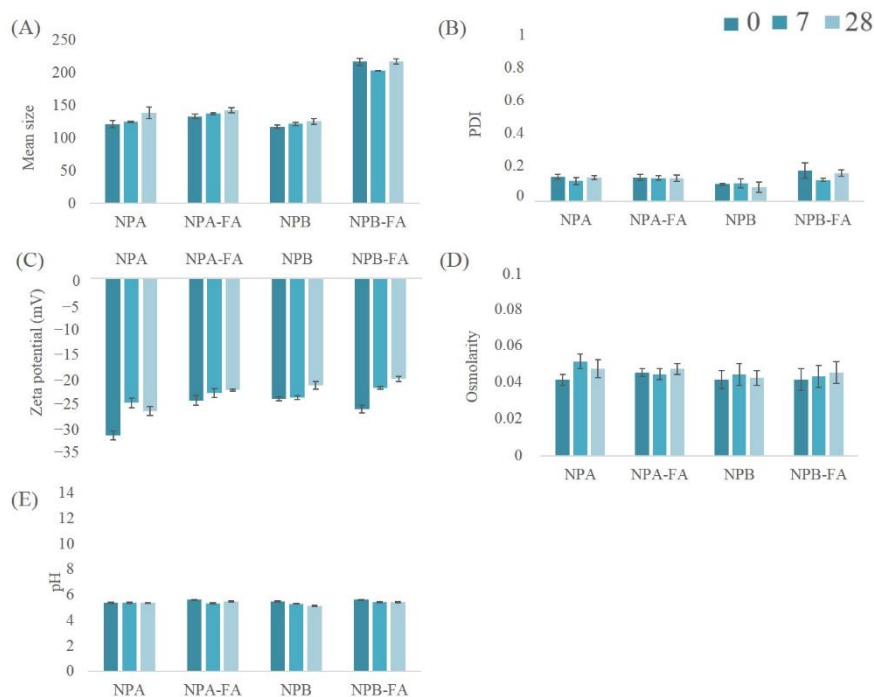 (A)
250
200
150
100
50
0
Mean size
NPA NPA-FA NPB NPB-FA
(B)
0 7 28
1
0.8
0.6
0.4
0.2
0
PDI
NPA NPA-FA NPB NPB-FA
(C)
NPA NPA-FA NPB NPB-FA
0
−5
−10
−15
−20
−25
−30
−35
Zeta potential (mV)
(D)
0.1
0.08
0.06
0.04
0.02
0
Osmolarity
NPA NPA-FA NPB NPB-FA
(E)
14
12
10
8
6
4
2
0
pH
NPA NPA-FA NPB NPB-FA